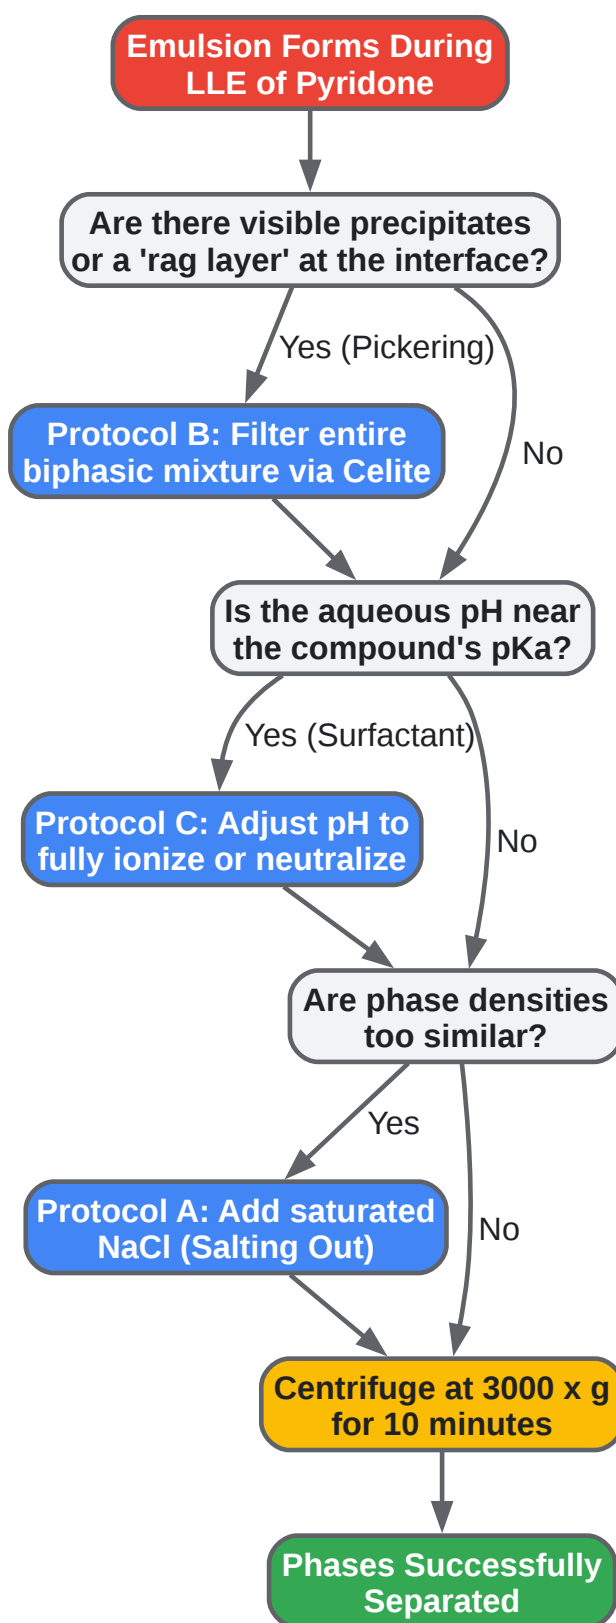 Emulsion Forms During
LLE of Pyridone
Are there visible precipitates
or a 'rag layer' at the interface?
Yes (Pickering)
No
Protocol B: Filter entire
biphasic mixture via Celite
Is the aqueous pH near
the compound's pKa?
Yes (Surfactant)
No
Protocol C: Adjust pH to
fully ionize or neutralize
Are phase densities
too similar?
Yes
No
Protocol A: Add saturated
NaCl (Salting Out)
Centrifuge at 3000 x g
for 10 minutes
Phases Successfully
Separated